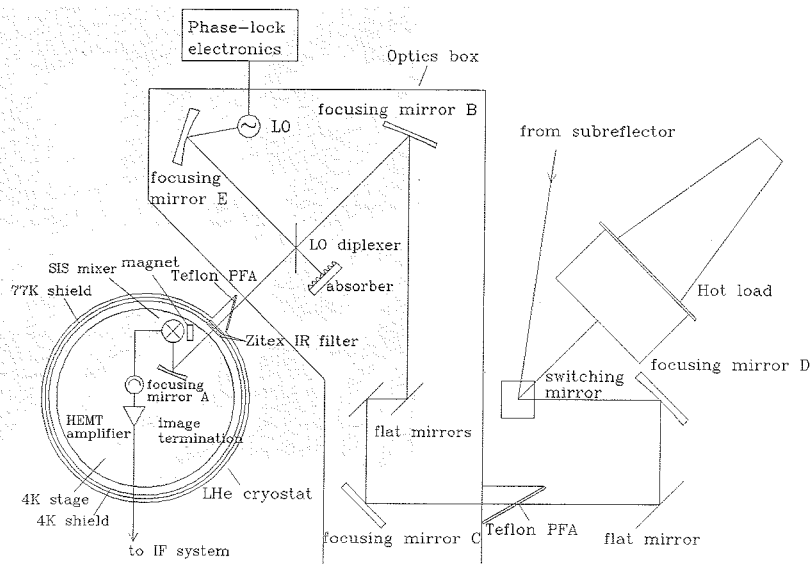 Phase-lock
electronics
Optics box
focusing mirror B
LO
from subreflector
focusing
mirror E
LO diplexer
SIS mixer
magnet
Teflon PFA
absorber
77K shield
Hot load
Zitex IR filter
focusing mirror D
switching
mirror
focusing
mirror A
HEMT
amplifier
image
termination
flat mirrors
4K stage
4K shield
LHe cryostat
Teflon PFA
to IF system
focusing mirror C
flat mirror